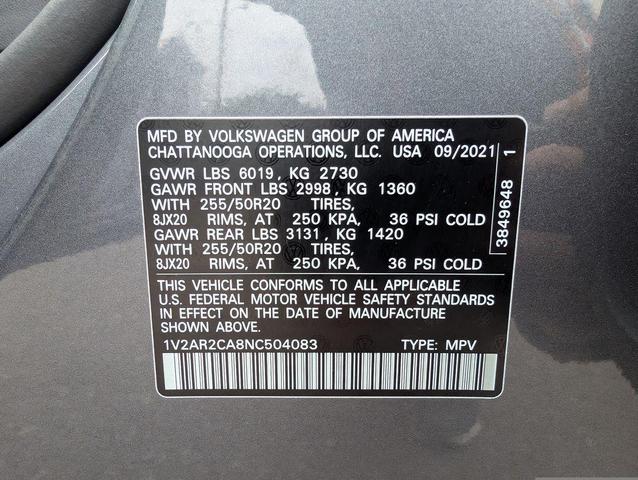 MFD BY VOLKSWAGEN GROUP OF AMERICA
CHATTANOOGA OPERATIONS, LLC. USA 09/2021
GVWR LBS 6019, KG 2730
GAWR FRONT LBS 2998, KG 1360
WITH 255/50R20 TIRES,
8JX20 RIMS, AT 250 KPA, 36 PSI COLD
GAWR REAR LBS 3131, KG 1420
WITH 255/50R20 TIRES,
8JX20 RIMS, AT 250 KPA, 36 PSI COLD
THIS VEHICLE CONFORMS TO ALL APPLICABLE
U.S. FEDERAL MOTOR VEHICLE SAFETY STANDARDS
IN EFFECT ON THE DATE OF MANUFACTURE
SHOWN ABOVE.
1V2AR2CA8NC504083 TYPE: MPV
3849648 1